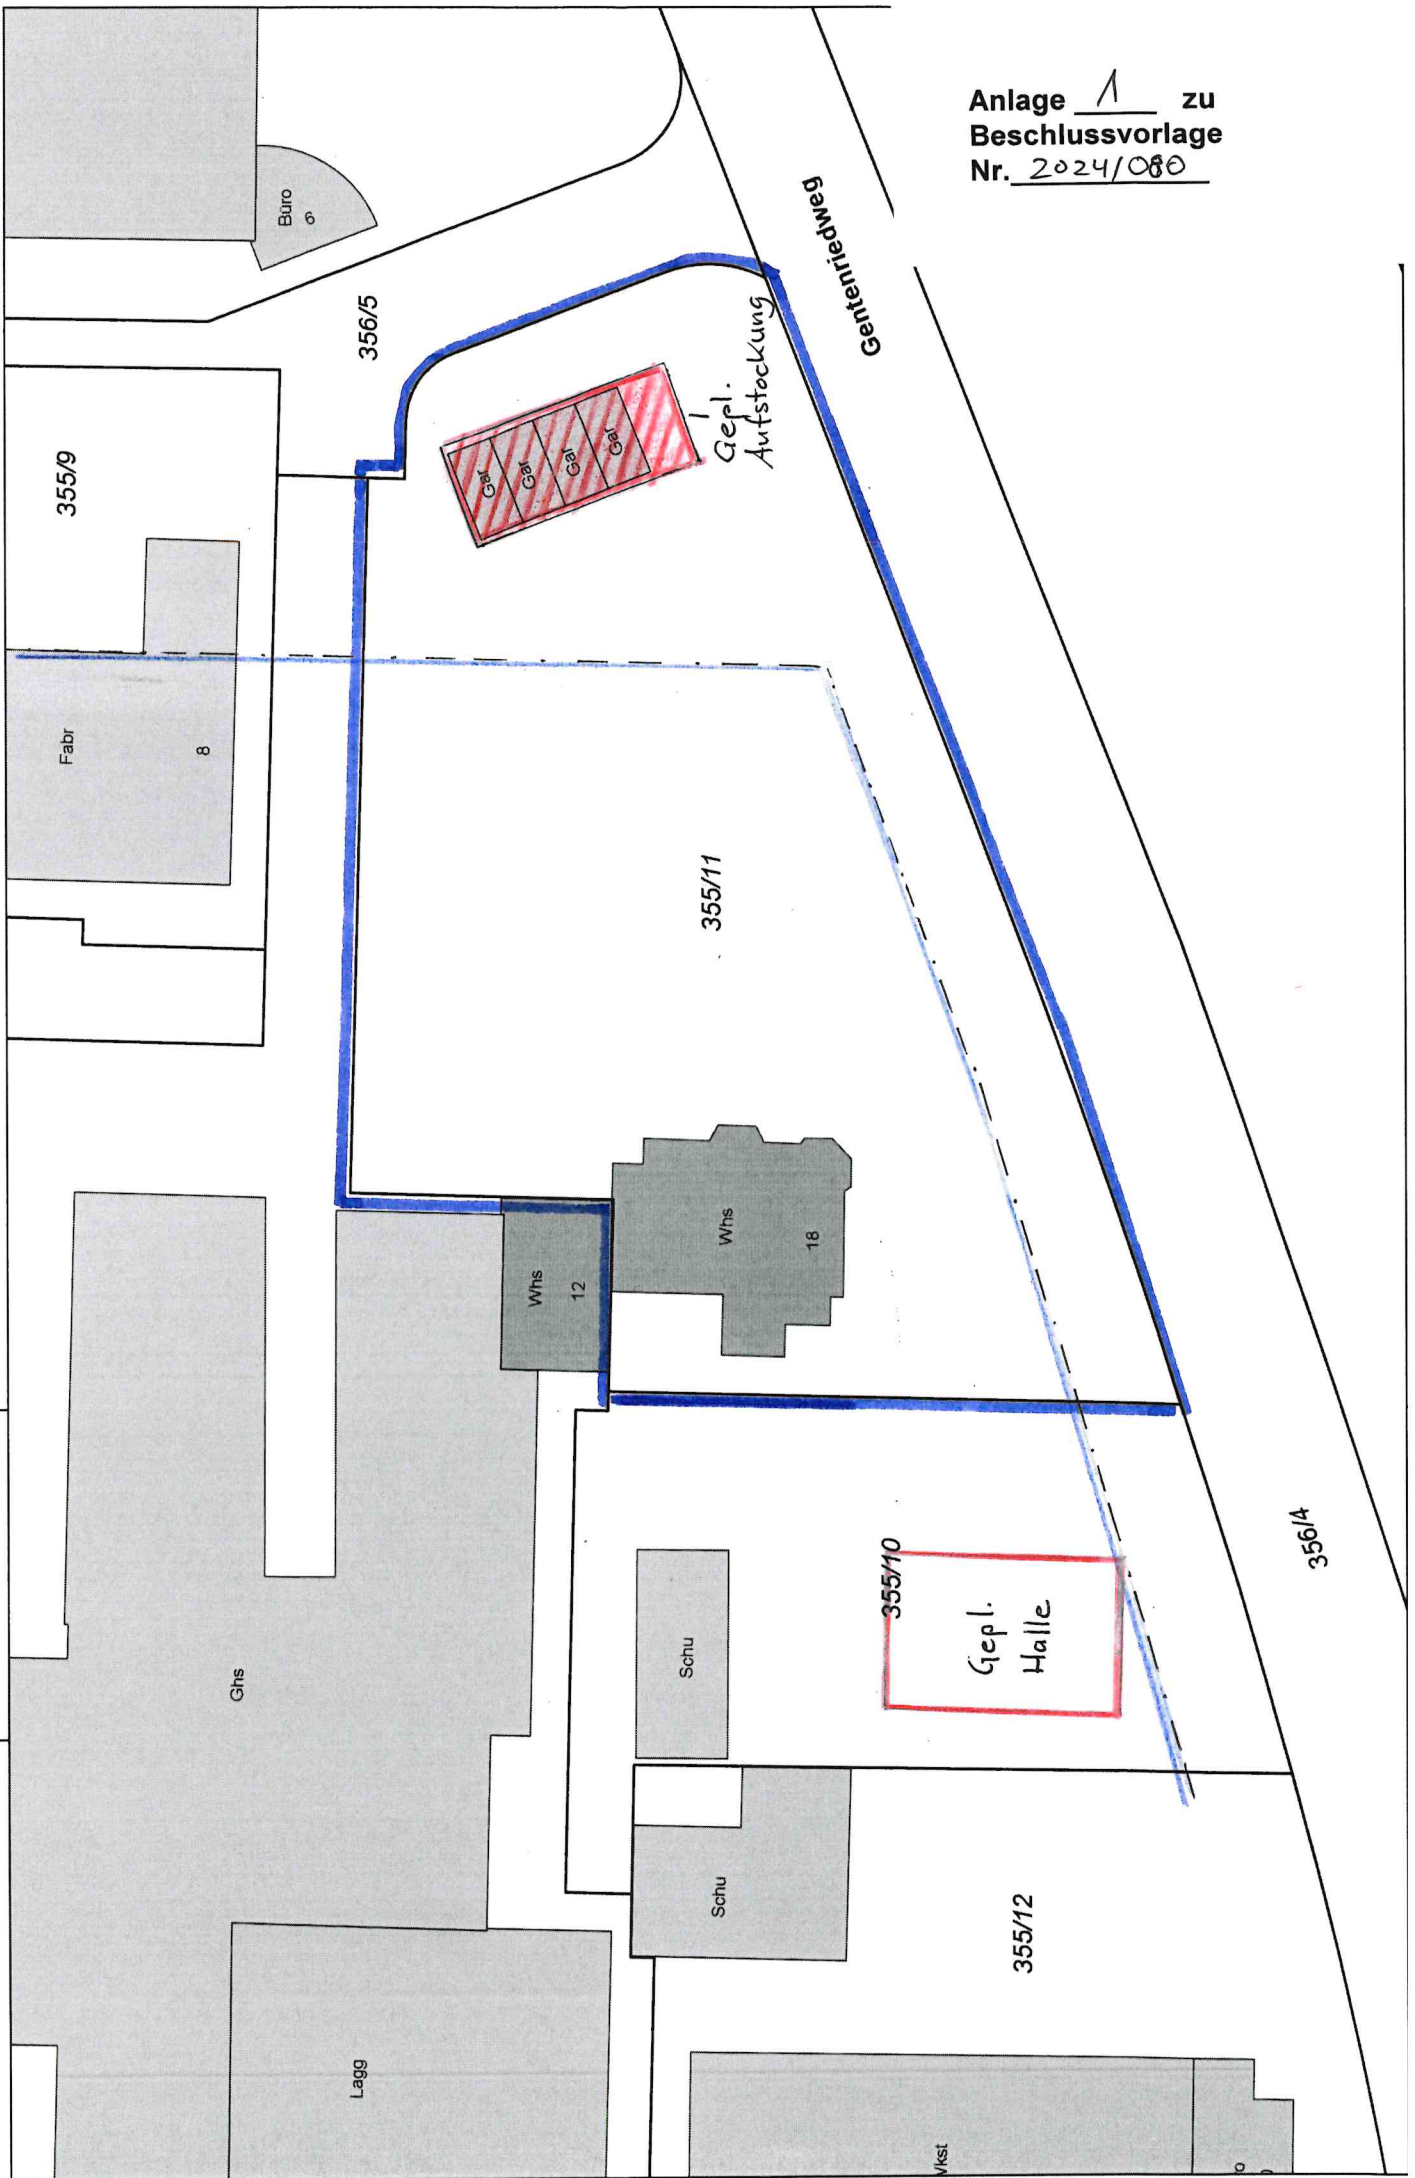 Anlage 1 zu
Beschlussvorlage
Nr. 2024/080
Gentenriedweg
Büro
6
356/5
355/9
Gar
Gar
Gar
Gar
Gepl.
Aufstockung
Fabr
8
355/11
Whs
12
Whs
18
Ghs
Schu
355/10
Gepl.
Halle
356/4
Schu
355/12
Lagg